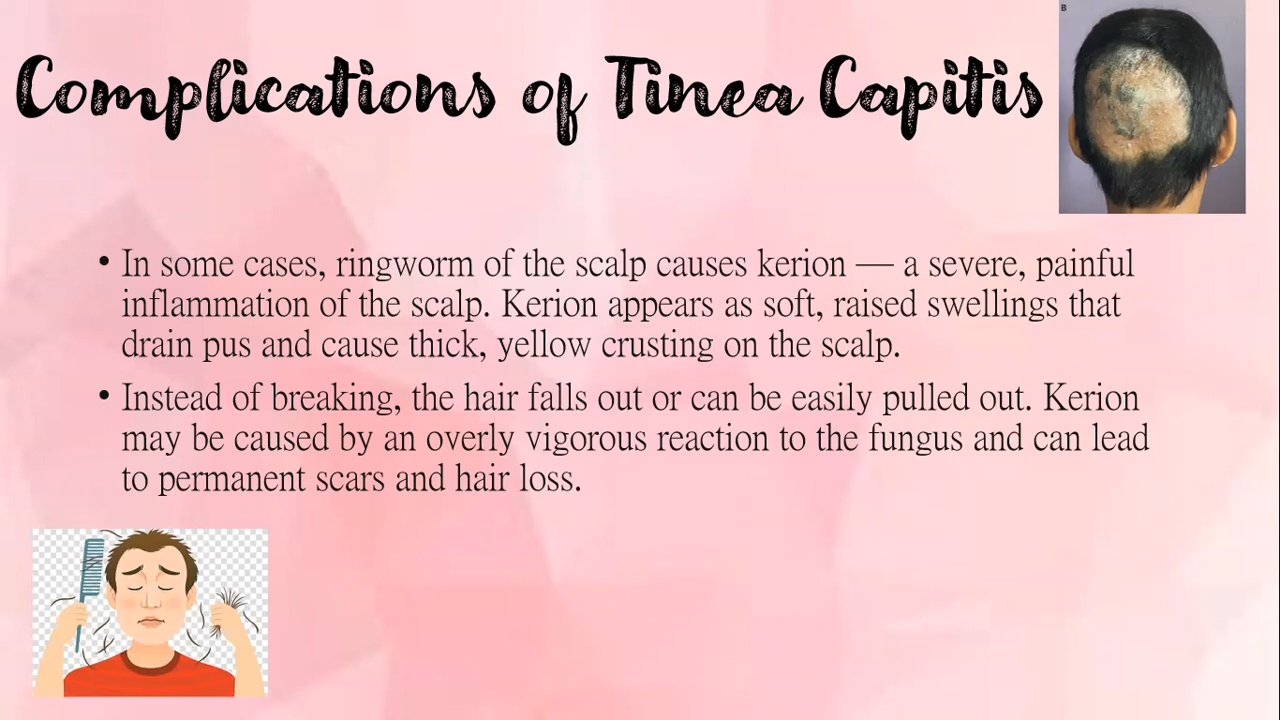 Complications of Tinea Capitis
B
• In some cases, ringworm of the scalp causes kerion — a severe, painful
inflammation of the scalp. Kerion appears as soft, raised swellings that
drain pus and cause thick, yellow crusting on the scalp.
• Instead of breaking, the hair falls out or can be easily pulled out. Kerion
may be caused by an overly vigorous reaction to the fungus and can lead
to permanent scars and hair loss.